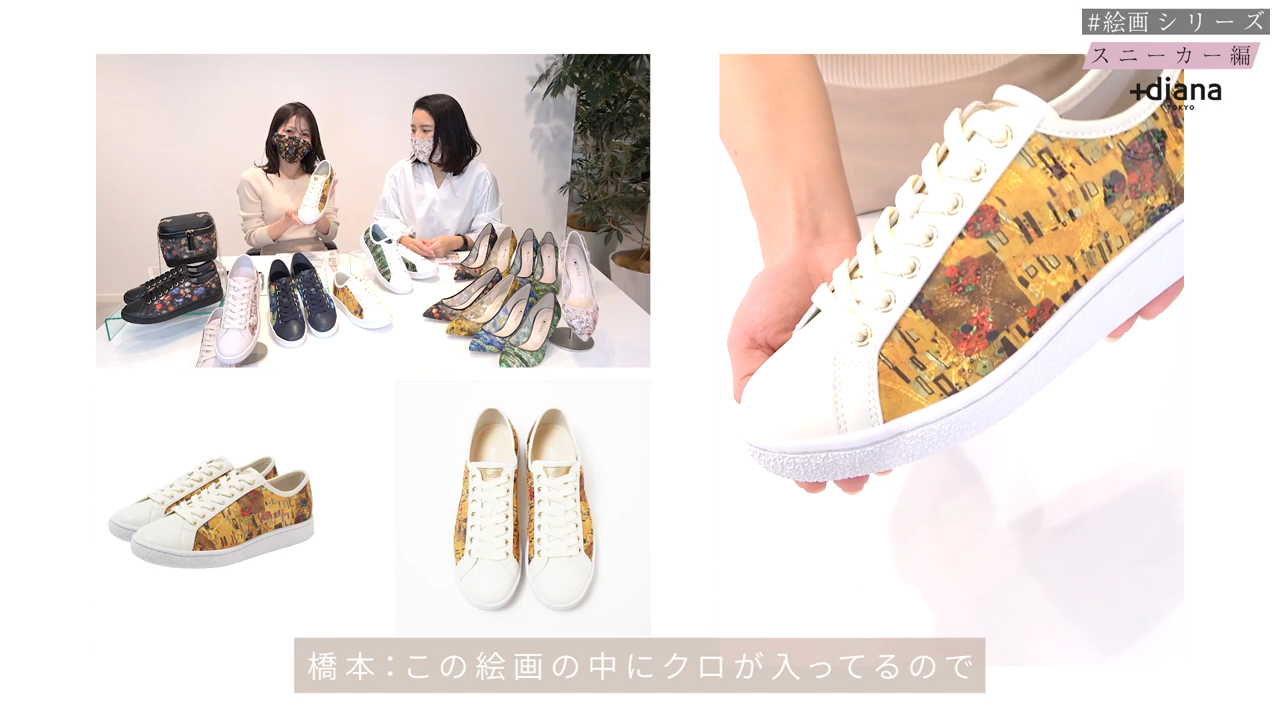 #絵画シリーズ
スニーカー編
+diana
TOKYO
橋本：この絵画の中にクロが入ってるので